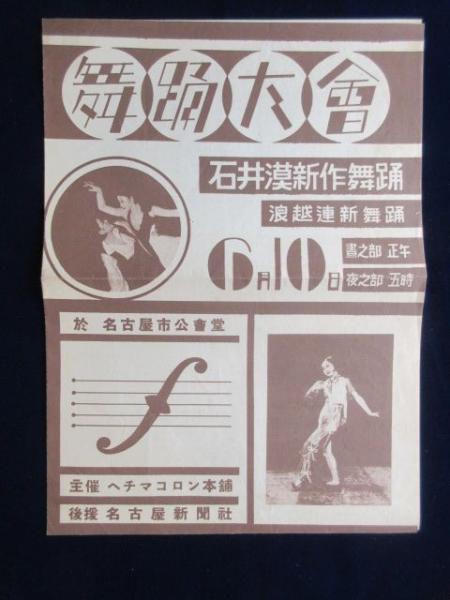 舞踊大會
石井漠新作舞踊
浪越連新舞踊
6月10日
晝之部 正午
夜之部 五時
於 名古屋市公會堂
f
主催 ヘチマコロン本舗
後援 名古屋新聞社